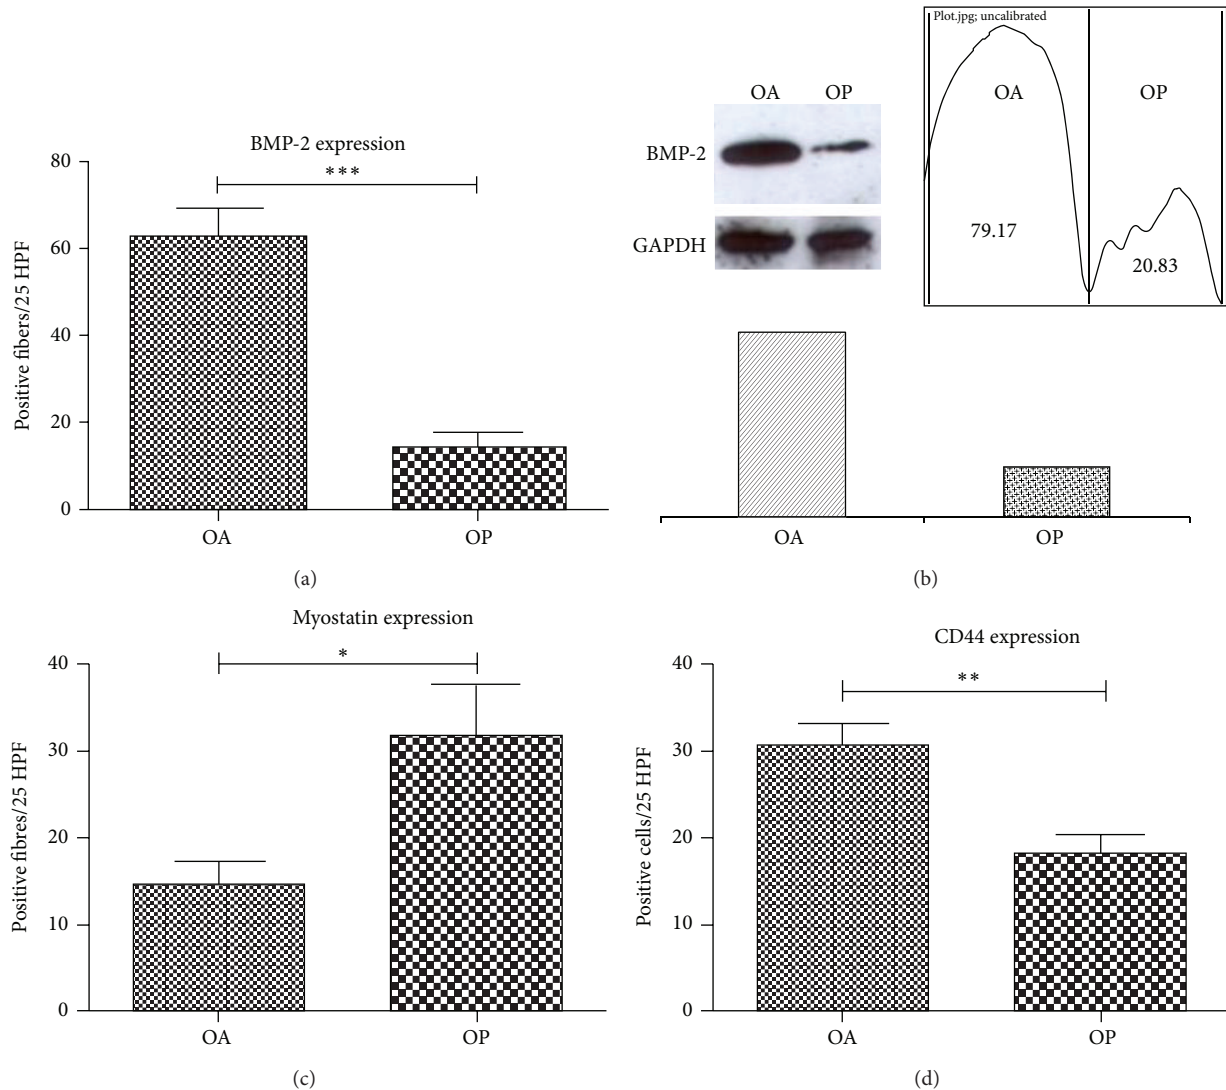 BMP-2 expression
***
80
60
40
20
0
Positive fibers/25 HPF
OA OP
(a)
OA OP
BMP-2
GAPDH
Plot.jpg; uncalibrated
OA OP
79.17
20.83
OA OP
(b)
Myostatin expression
*
40
30
20
10
0
Positive fibres/25 HPF
OA OP
(c)
CD44 expression
**
40
30
20
10
0
Positive cells/25 HPF
OA OP
(d)